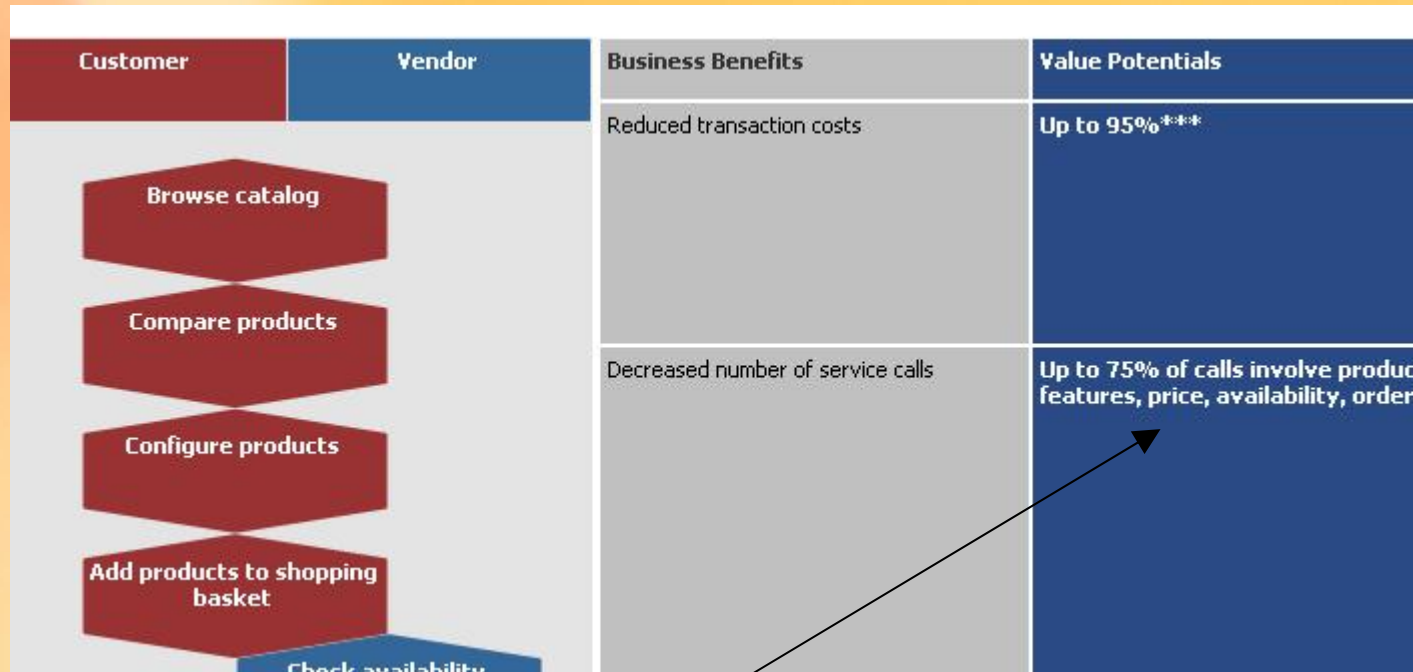 Customer
Vendor
Business Benefits
Value Potentials
Reduced transaction costs
Up to 95%***
Browse catalog
Compare products
Decreased number of service calls
Up to 75% of calls involve produc
features, price, availability, order
Configure products
Add products to shopping
basket
Check availability